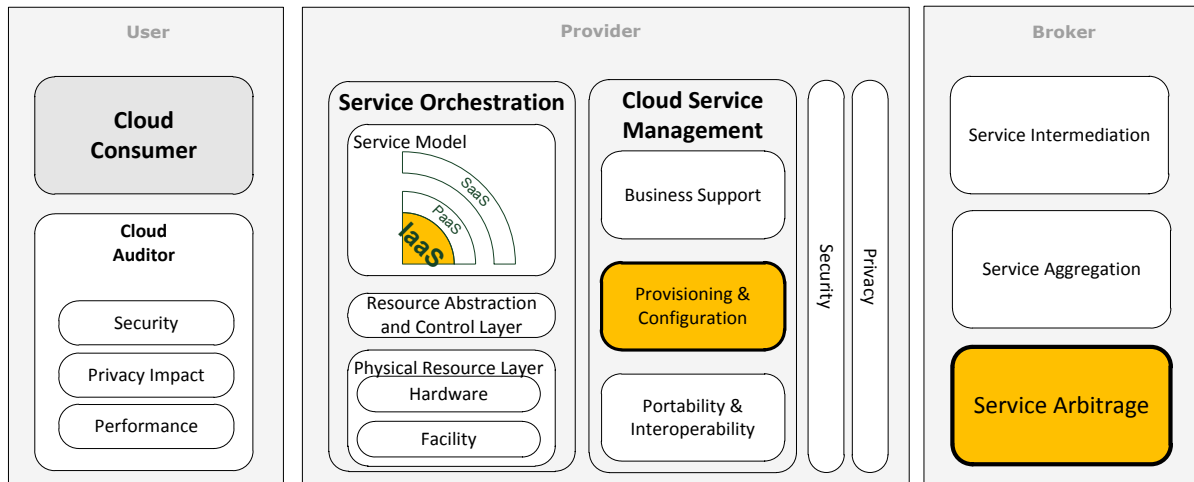 User
Cloud
Consumer
Cloud
Auditor
Security
Privacy Impact
Performance
Provider
Service Orchestration
Service Model
SaaS
PaaS
IaaS
Resource Abstraction
and Control Layer
Physical Resource Layer
Hardware
Facility
Cloud Service
Management
Business Support
Provisioning &
Configuration
Portability &
Interoperability
Security
Privacy
Broker
Service Intermediation
Service Aggregation
Service Arbitrage